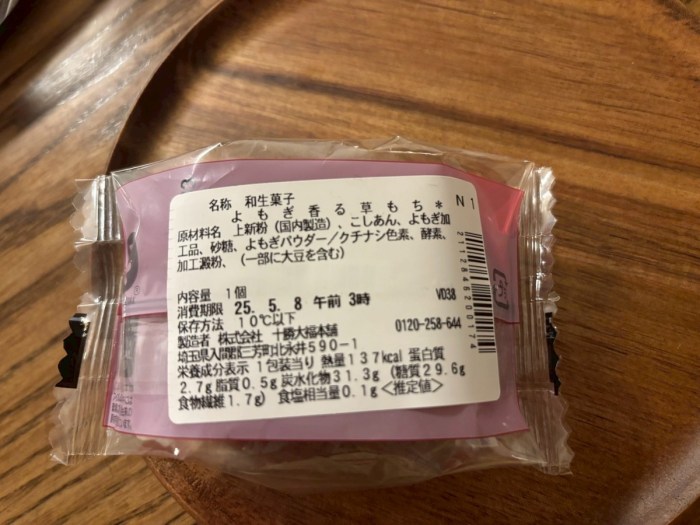 名称 和生菓子
よもぎ香る草もち* N1
原材料名 上新粉(国内製造)、こしあん、よもぎ加
工品、砂糖、よもぎパウダー/クチナシ色素、酵素、
加工澱粉、(一部に大豆を含む)
内容量 1個
消費期限 25. 5. 8 午前 3時 VD38
保存方法 10℃以下
製造者 株式会社 十勝大福本舗 0120-258-644
埼玉県入間郡三芳町北永井590-1
栄養成分表示 1包装当り 熱量137kcal 蛋白質
2.7g 脂質0.5g 炭水化物31.3g (糖質29.6g
食物繊維1.7g) 食塩相当量0.1g <推定値>
2112846200174